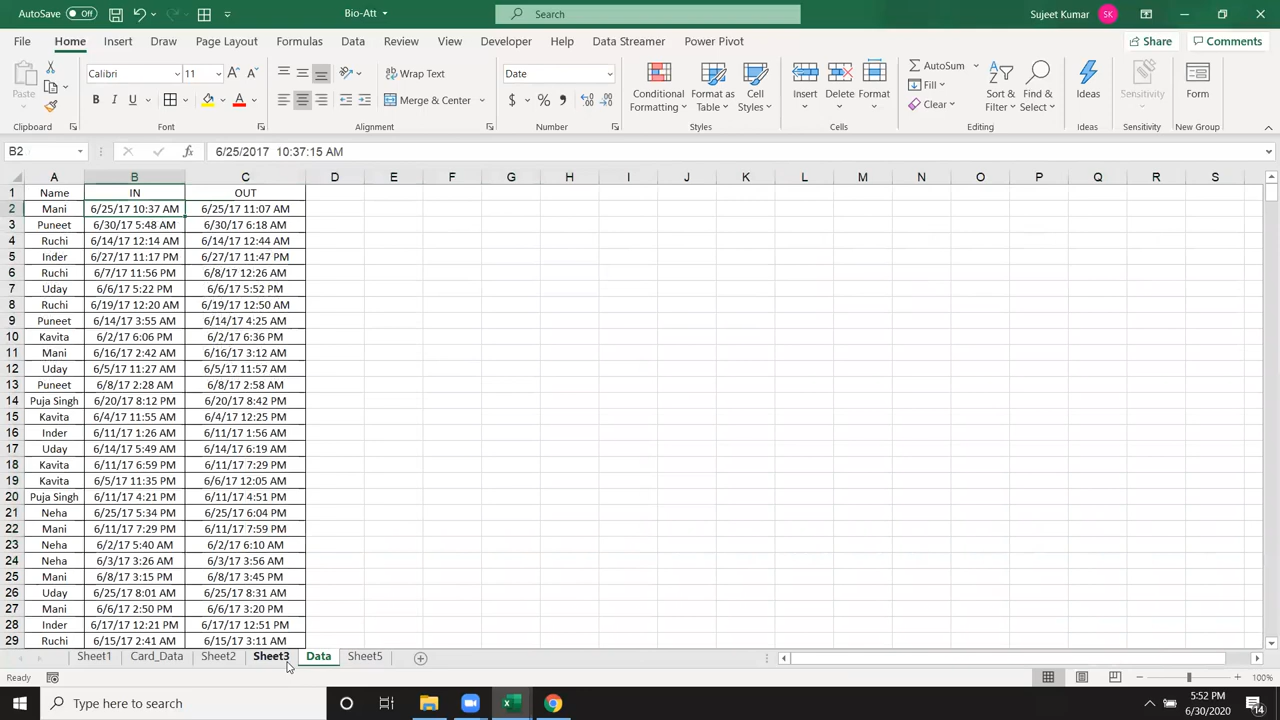 AutoSave Off Bio-Att Search Sujeet Kumar SK
File Home Insert Draw Page Layout Formulas Data Review View Developer Help Data Streamer Power Pivot Share Comments
Paste Calibri 11 A A Wrap Text Date Conditional Formatting Format as Table Cell Styles Insert Delete Format AutoSum Fill Clear Sort & Filter Find & Select Ideas Sensitivity Form
B I U A Merge & Center $ % ,
Clipboard Font Alignment Number Styles Cells Editing Ideas Sensitivity New Group
B2 fx 6/25/2017 10:37:15 AM
A B C D E F G H I J K L M N O P Q R S
1 Name IN OUT
2 Mani 6/25/17 10:37 AM 6/25/17 11:07 AM
3 Puneet 6/30/17 5:48 AM 6/30/17 6:18 AM
4 Ruchi 6/14/17 12:14 AM 6/14/17 12:44 AM
5 Inder 6/27/17 11:17 PM 6/27/17 11:47 PM
6 Ruchi 6/7/17 11:56 PM 6/8/17 12:26 AM
7 Uday 6/6/17 5:22 PM 6/6/17 5:52 PM
8 Ruchi 6/19/17 12:20 AM 6/19/17 12:50 AM
9 Puneet 6/14/17 3:55 AM 6/14/17 4:25 AM
10 Kavita 6/2/17 6:06 PM 6/2/17 6:36 PM
11 Mani 6/16/17 2:42 AM 6/16/17 3:12 AM
12 Uday 6/5/17 11:27 AM 6/5/17 11:57 AM
13 Puneet 6/8/17 2:28 AM 6/8/17 2:58 AM
14 Puja Singh 6/20/17 8:12 PM 6/20/17 8:42 PM
15 Kavita 6/4/17 11:55 AM 6/4/17 12:25 PM
16 Inder 6/11/17 1:26 AM 6/11/17 1:56 AM
17 Uday 6/14/17 5:49 AM 6/14/17 6:19 AM
18 Kavita 6/11/17 6:59 PM 6/11/17 7:29 PM
19 Kavita 6/5/17 11:35 PM 6/6/17 12:05 AM
20 Puja Singh 6/11/17 4:21 PM 6/11/17 4:51 PM
21 Neha 6/25/17 5:34 PM 6/25/17 6:04 PM
22 Mani 6/11/17 7:29 PM 6/11/17 7:59 PM
23 Neha 6/2/17 5:40 AM 6/2/17 6:10 AM
24 Neha 6/3/17 3:26 AM 6/3/17 3:56 AM
25 Mani 6/8/17 3:15 PM 6/8/17 3:45 PM
26 Uday 6/25/17 8:01 AM 6/25/17 8:31 AM
27 Mani 6/6/17 2:50 PM 6/6/17 3:20 PM
28 Inder 6/17/17 12:21 PM 6/17/17 12:51 PM
29 Ruchi 6/15/17 2:41 AM 6/15/17 3:11 AM
Sheet1 Card_Data Sheet2 Sheet3 Data Sheet5
Ready 100%
Type here to search 5:52 PM
6/30/2020 14